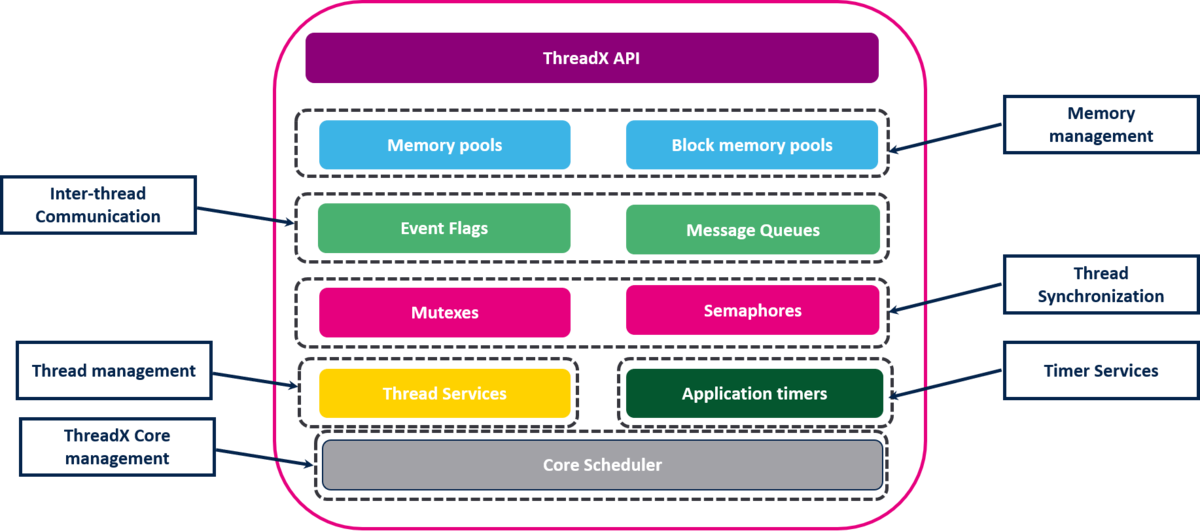 ThreadX API
Memory pools
Block memory pools
Memory
management
Inter-thread
Communication
Event Flags
Message Queues
Mutexes
Semaphores
Thread
Synchronization
Thread management
Thread Services
Application timers
Timer Services
ThreadX Core
management
Core Scheduler